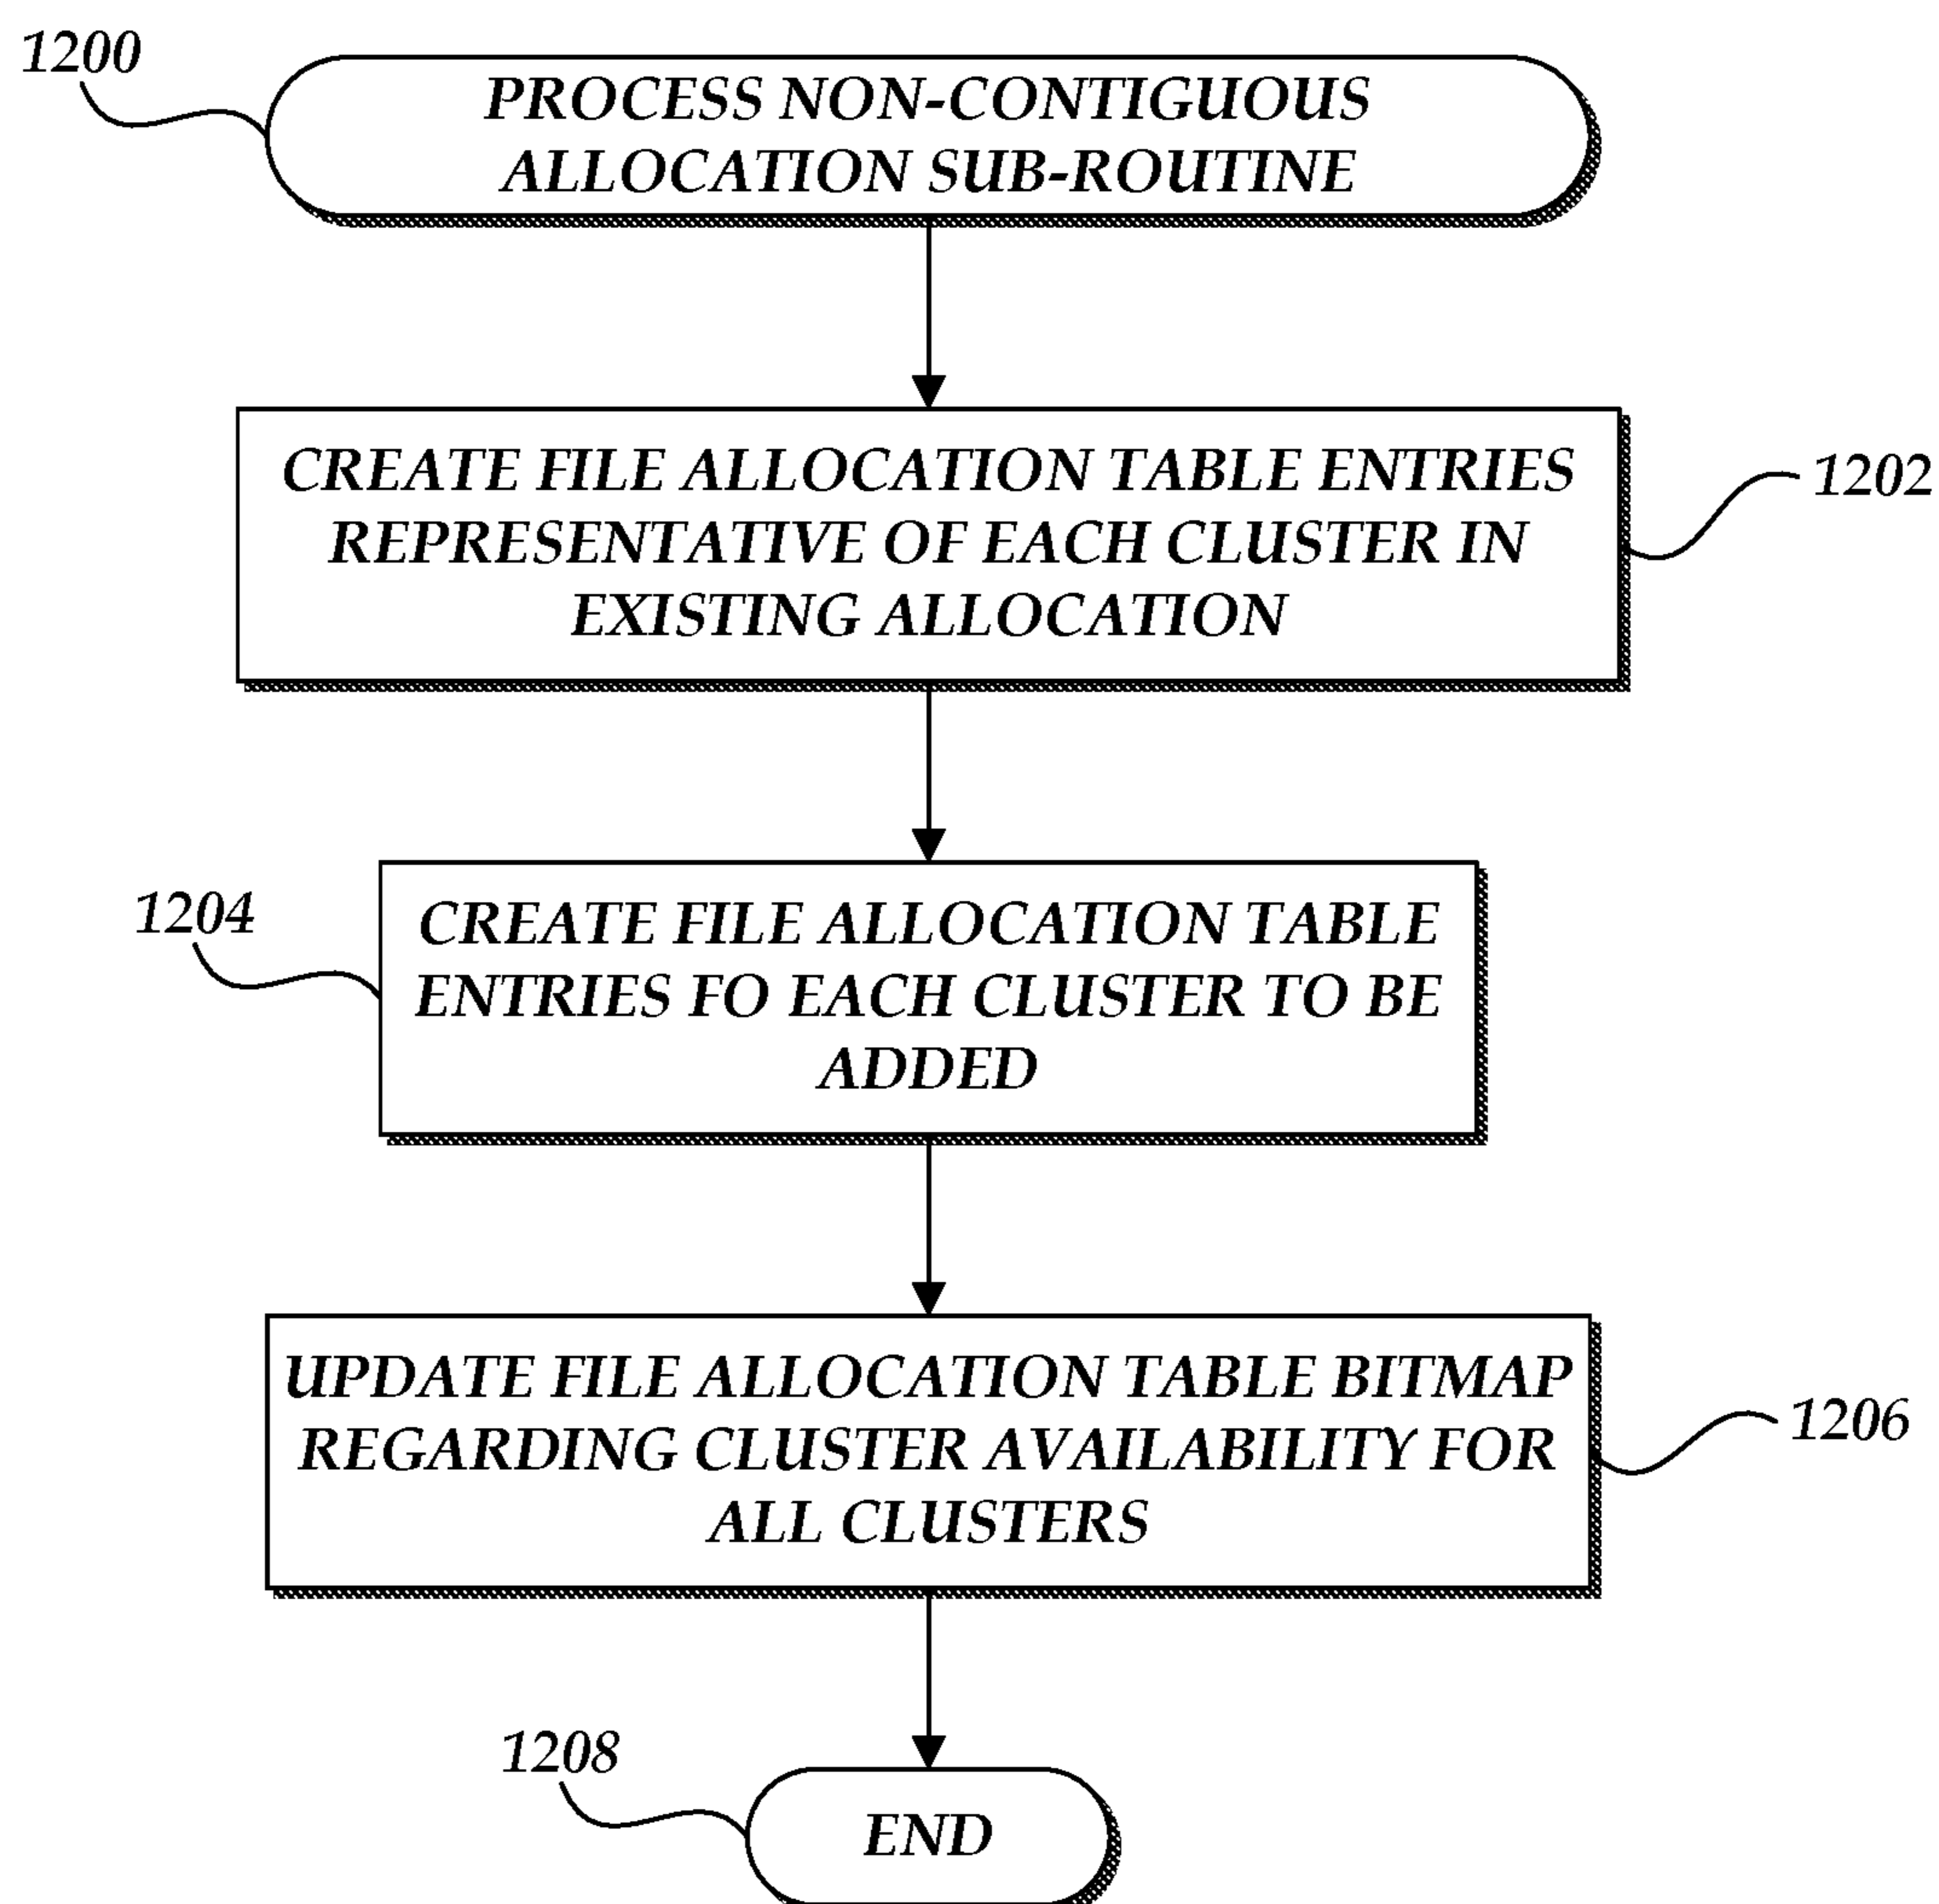 1200
PROCESS NON-CONTIGUOUS
ALLOCATION SUB-ROUTINE
CREATE FILE ALLOCATION TABLE ENTRIES
REPRESENTATIVE OF EACH CLUSTER IN
EXISTING ALLOCATION
1202
1204
CREATE FILE ALLOCATION TABLE
ENTRIES FO EACH CLUSTER TO BE
ADDED
UPDATE FILE ALLOCATION TABLE BITMAP
REGARDING CLUSTER AVAILABILITY FOR
ALL CLUSTERS
1206
1208
END